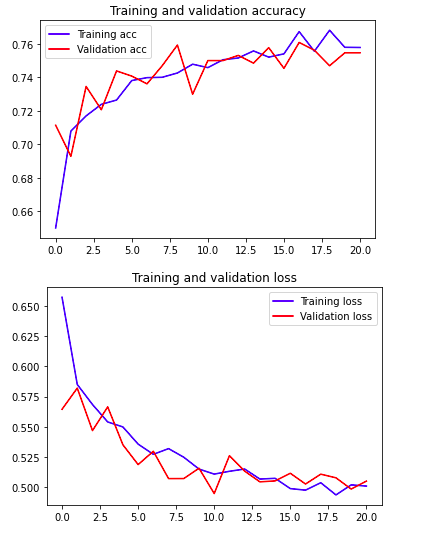 Training and validation accuracy
Training acc
Validation acc
0.76
0.74
0.72
0.70
0.68
0.66
0.0 2.5 5.0 7.5 10.0 12.5 15.0 17.5 20.0
Training and validation loss
Training loss
Validation loss
0.650
0.625
0.600
0.575
0.550
0.525
0.500
0.0 2.5 5.0 7.5 10.0 12.5 15.0 17.5 20.0